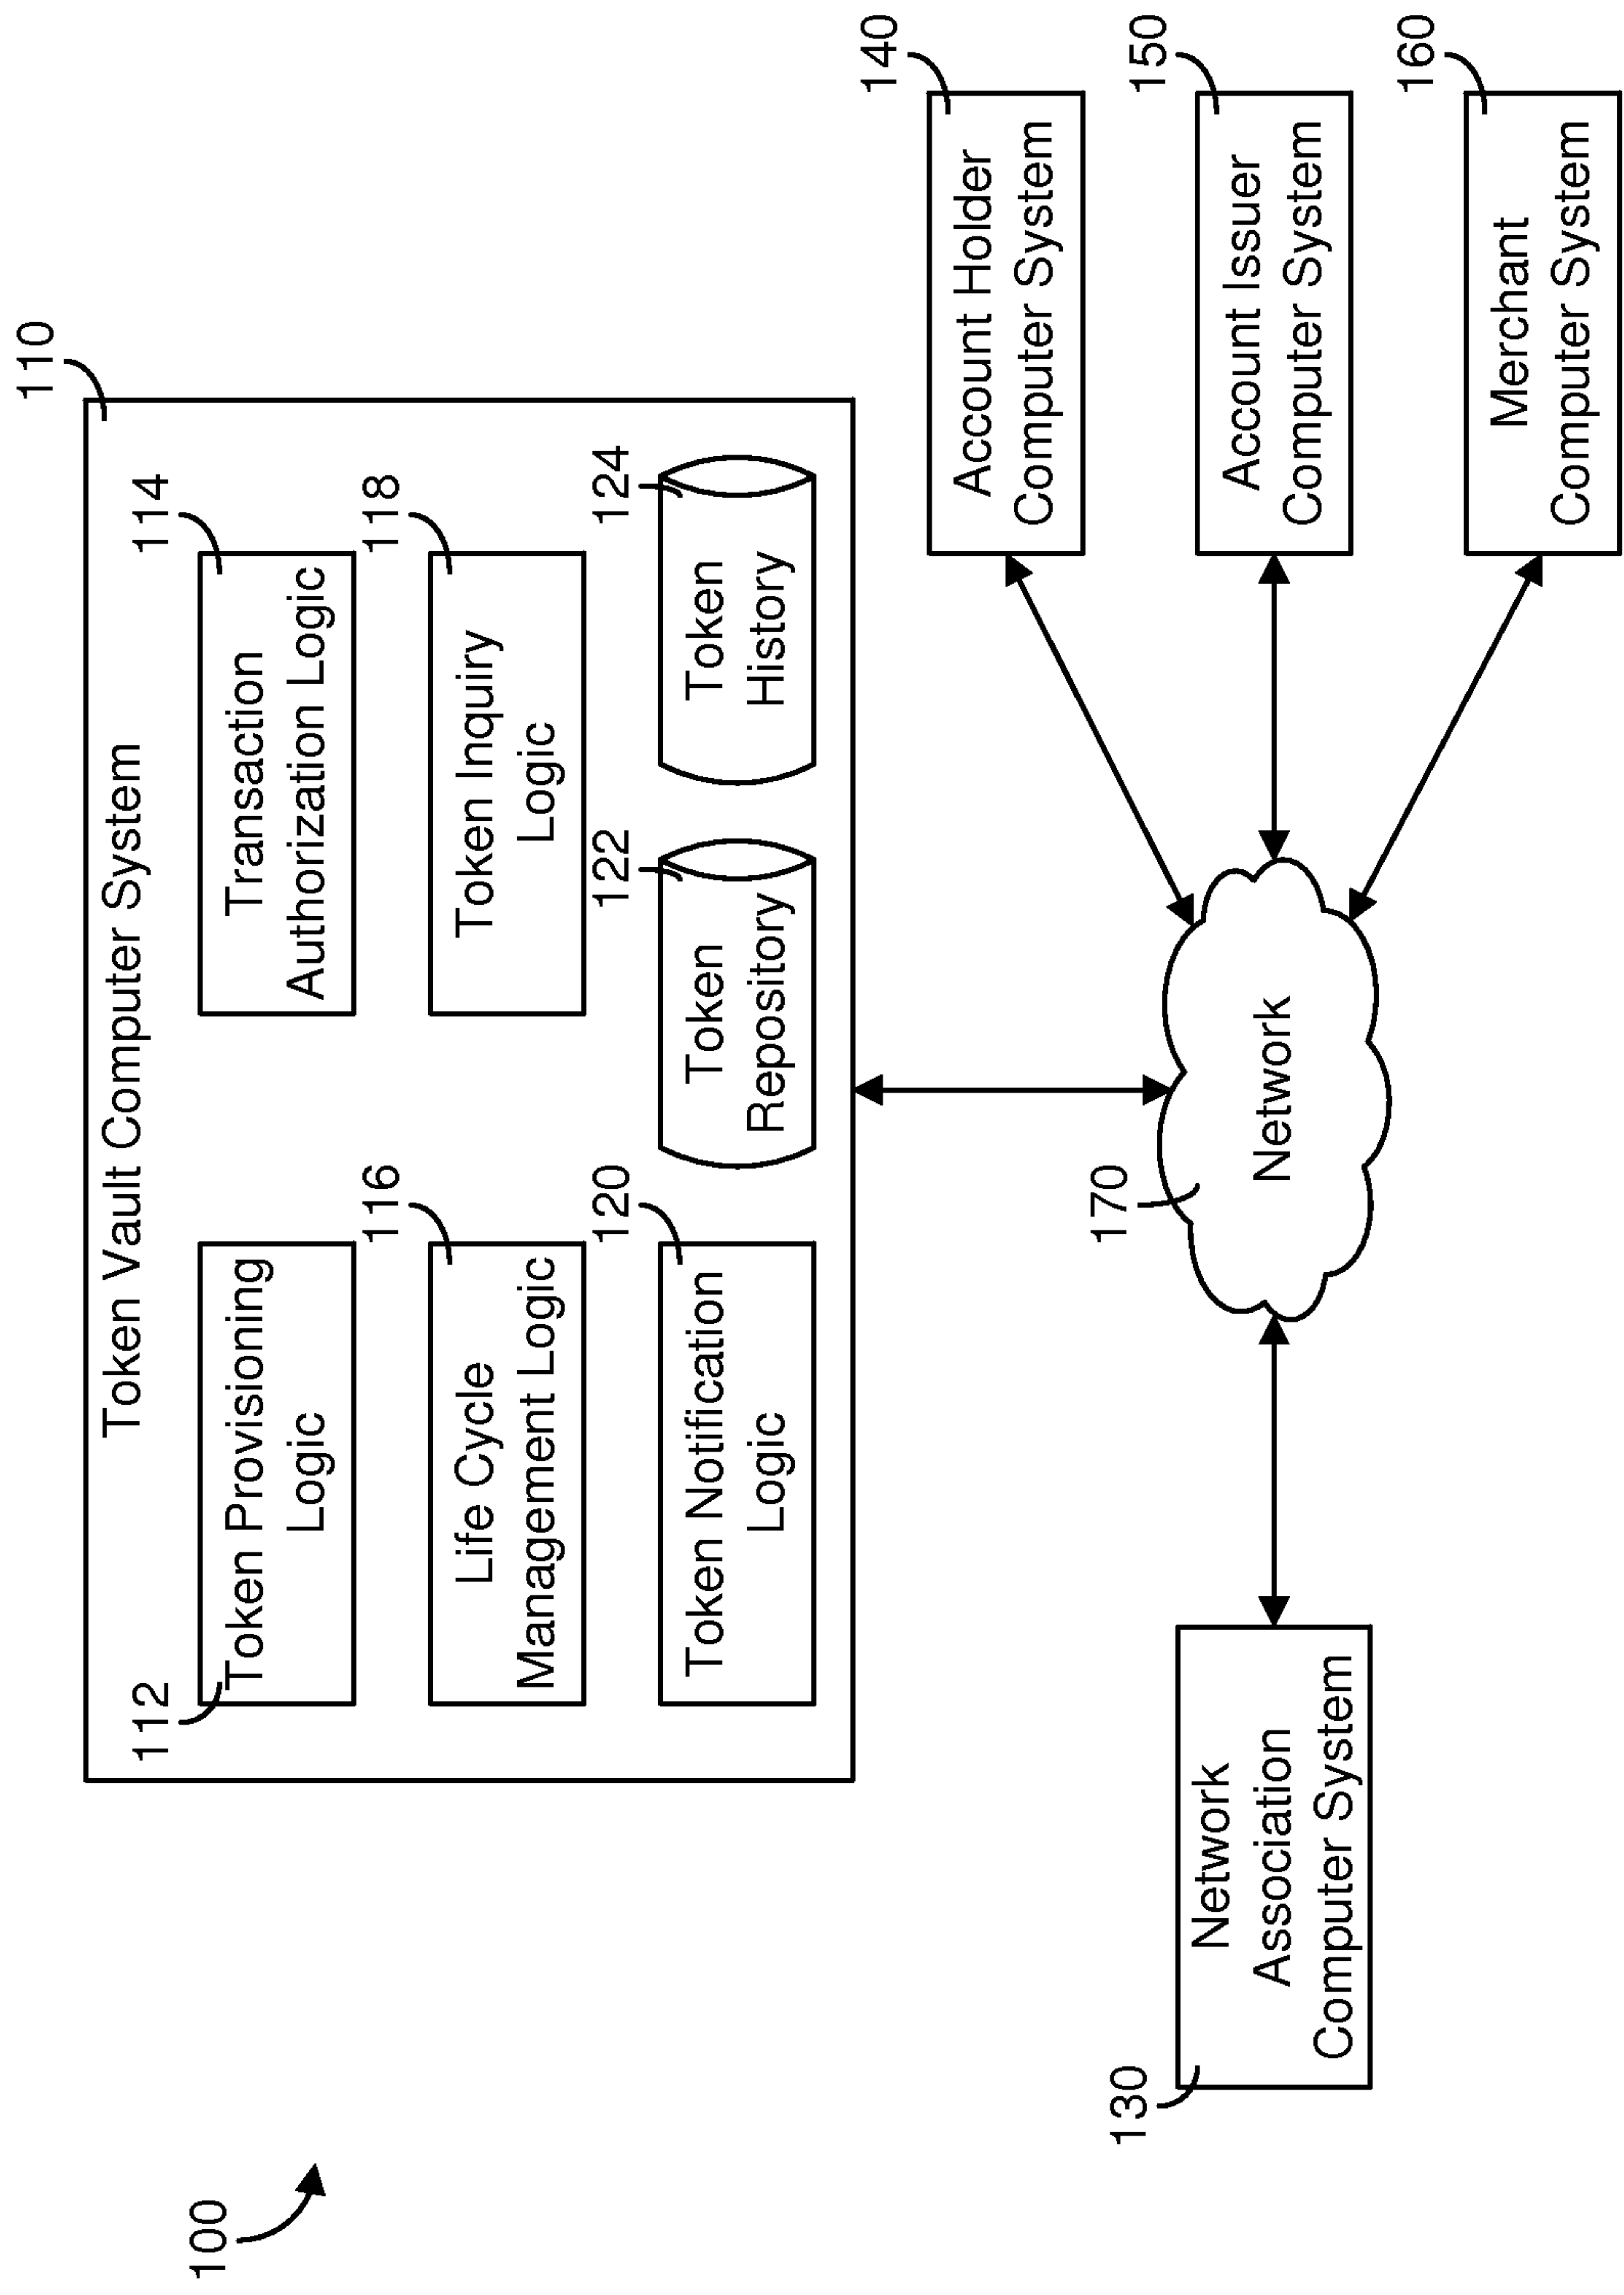 100
110
Token Vault Computer System
112
Token Provisioning
Logic
114
Transaction
Authorization Logic
116
Life Cycle
Management Logic
118
Token Inquiry
Logic
120
Token Notification
Logic
122
Token
Repository
124
Token
History
130
Network
Association
Computer System
170
Network
140
Account Holder
Computer System
150
Account Issuer
Computer System
160
Merchant
Computer System